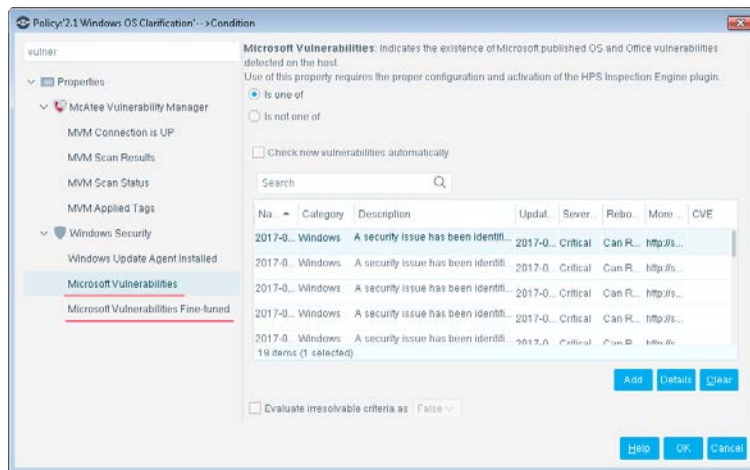 Policy:'2.1 Windows OS Clarification'-->Condition
vulner
Properties
McAfee Vulnerability Manager
MVM Connection is UP
MVM Scan Results
MVM Scan Status
MVM Applied Tags
Windows Security
Windows Update Agent Installed
Microsoft Vulnerabilities
Microsoft Vulnerabilities Fine-tuned
Microsoft Vulnerabilities: Indicates the existence of Microsoft published OS and Office vulnerabilities
detected on the host.
Use of this property requires the proper configuration and activation of the HPS Inspection Engine plugin.
Is one of
Is not one of
Check new vulnerabilities automatically
Search
Na... Category Description Updat... Sever... Rebo... More ... CVE
2017-0... Windows A security issue has been identifi... 2017-0... Critical Can R... http://s...
2017-0... Windows A security issue has been identifi... 2017-0... Critical Can R... http://s...
2017-0... Windows A security issue has been identifi... 2017-0... Critical Can R... http://s...
2017-0... Windows A security issue has been identifi... 2017-0... Critical Can R... http://s...
2017-0... Windows A security issue has been identifi... 2017-0... Critical Can R... http://s...
19 items (1 selected)
Add Details Clear
Evaluate irresolvable criteria as False
Help OK Cancel